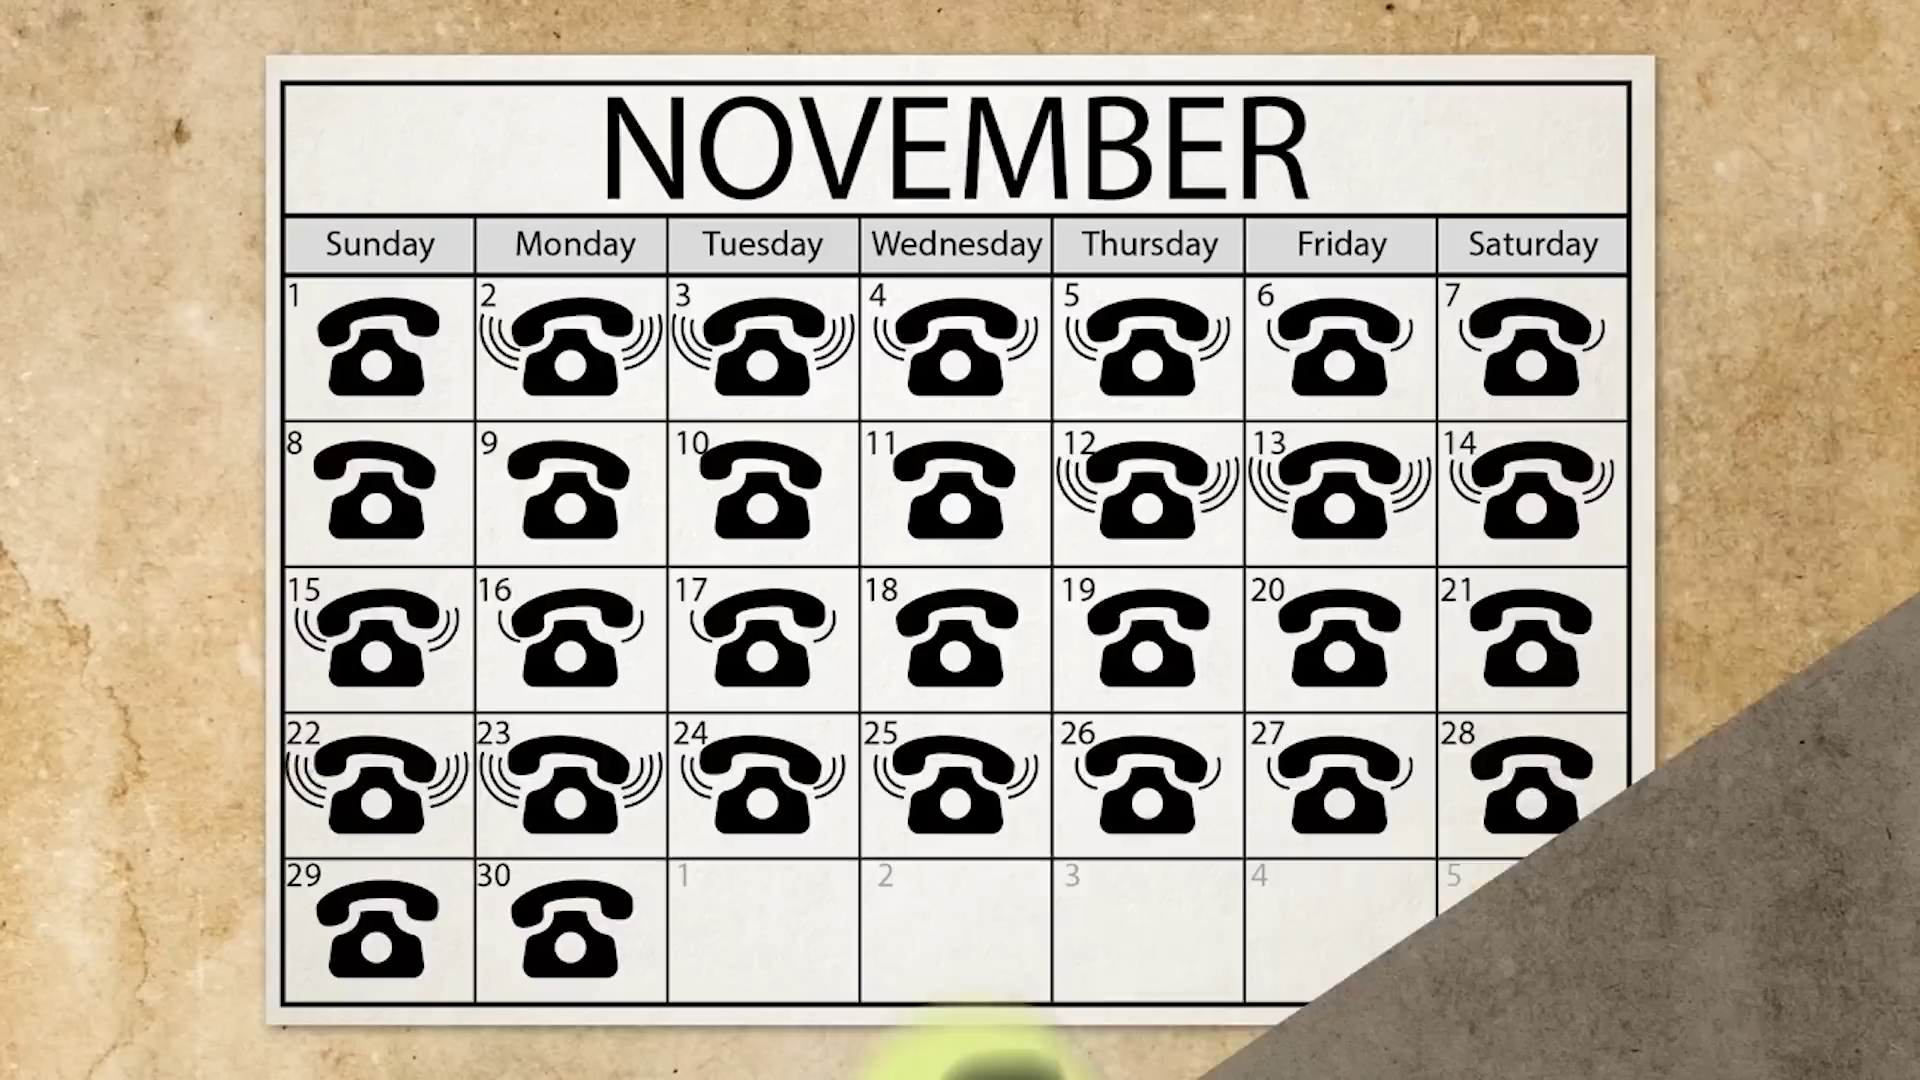 NOVEMBER
Sunday Monday Tuesday Wednesday Thursday Friday Saturday
1 2 3 4 5 6 7
8 9 10 11 12 13 14
15 16 17 18 19 20 21
22 23 24 25 26 27 28
29 30 1 2 3 4 5